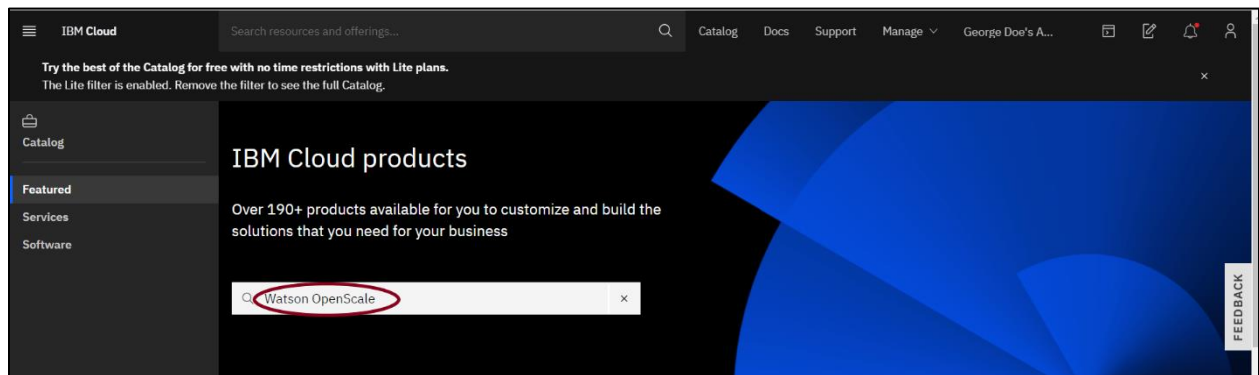 IBM Cloud
Search resources and offerings...
Catalog
Docs
Support
Manage
George Doe's A...
Try the best of the Catalog for free with no time restrictions with Lite plans.
The Lite filter is enabled. Remove the filter to see the full Catalog.
Catalog
Featured
Services
Software
IBM Cloud products
Over 190+ products available for you to customize and build the
solutions that you need for your business
Watson OpenScale
FEEDBACK